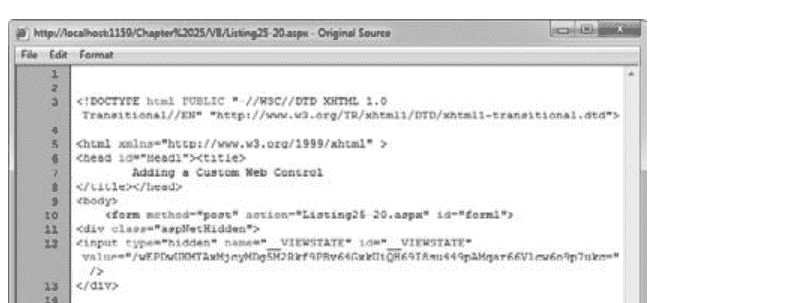 http://localhost:1159/Chapter%2025/VB/Listing25-20.aspx - Original Source
File Edit Format
1
2
3 <!DOCTYPE html PUBLIC "-//W3C//DTD XHTML 1.0
Transitional//EN" "http://www.w3.org/TR/xhtml1/DTD/xhtml1-transitional.dtd">
4
5 <html xmlns="http://www.w3.org/1999/xhtml" >
6 <head id="Head1"><title>
7 Adding a Custom Web Control
8 </title></head>
9 <body>
10 <form method="post" action="Listing25-20.aspx" id="form1">
11 <div class="aspNetHidden">
12 <input type="hidden" name="__VIEWSTATE" id="__VIEWSTATE"
value="
/>
13 </div>
14